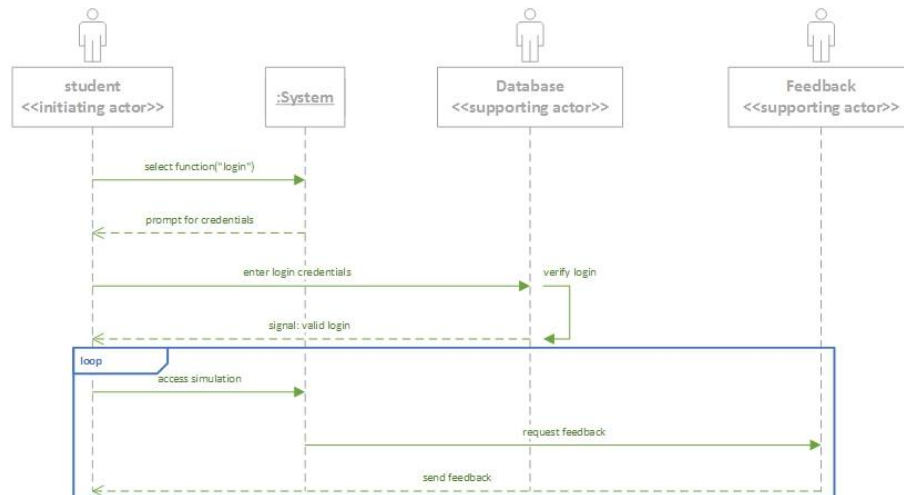 student
<<initiating actor>>
:System
Database
<<supporting actor>>
Feedback
<<supporting actor>>
select function("login")
prompt for credentials
enter login credentials
verify login
signal: valid login
loop
access simulation
request feedback
send feedback